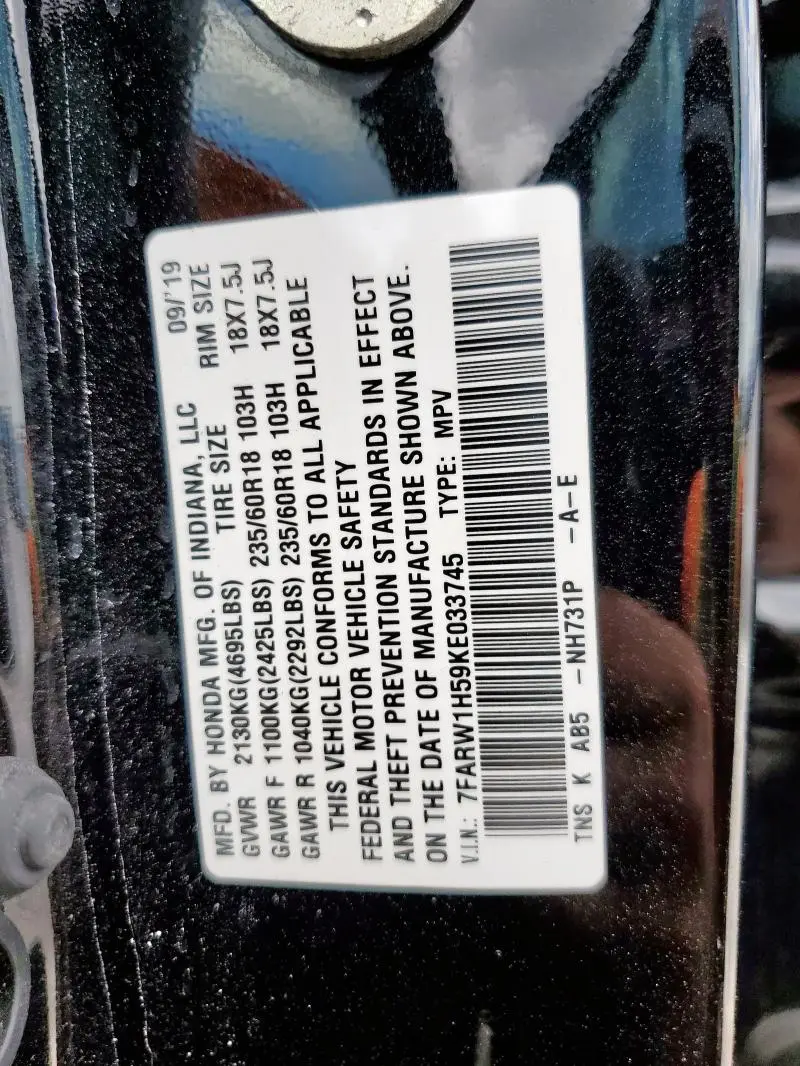 MFD. BY HONDA MFG. OF INDIANA, LLC 09/'19
GVWR 2130KG(4695LBS) TIRE SIZE RIM SIZE
GAWR F 1100KG(2425LBS) 235/60R18 103H 18X7.5J
GAWR R 1040KG(2292LBS) 235/60R18 103H 18X7.5J
THIS VEHICLE CONFORMS TO ALL APPLICABLE
FEDERAL MOTOR VEHICLE SAFETY
AND THEFT PREVENTION STANDARDS IN EFFECT
ON THE DATE OF MANUFACTURE SHOWN ABOVE.
V.I.N.: 7FARW1H59KE033745 TYPE: MPV
TNS K AB5 -NH731P -A-E